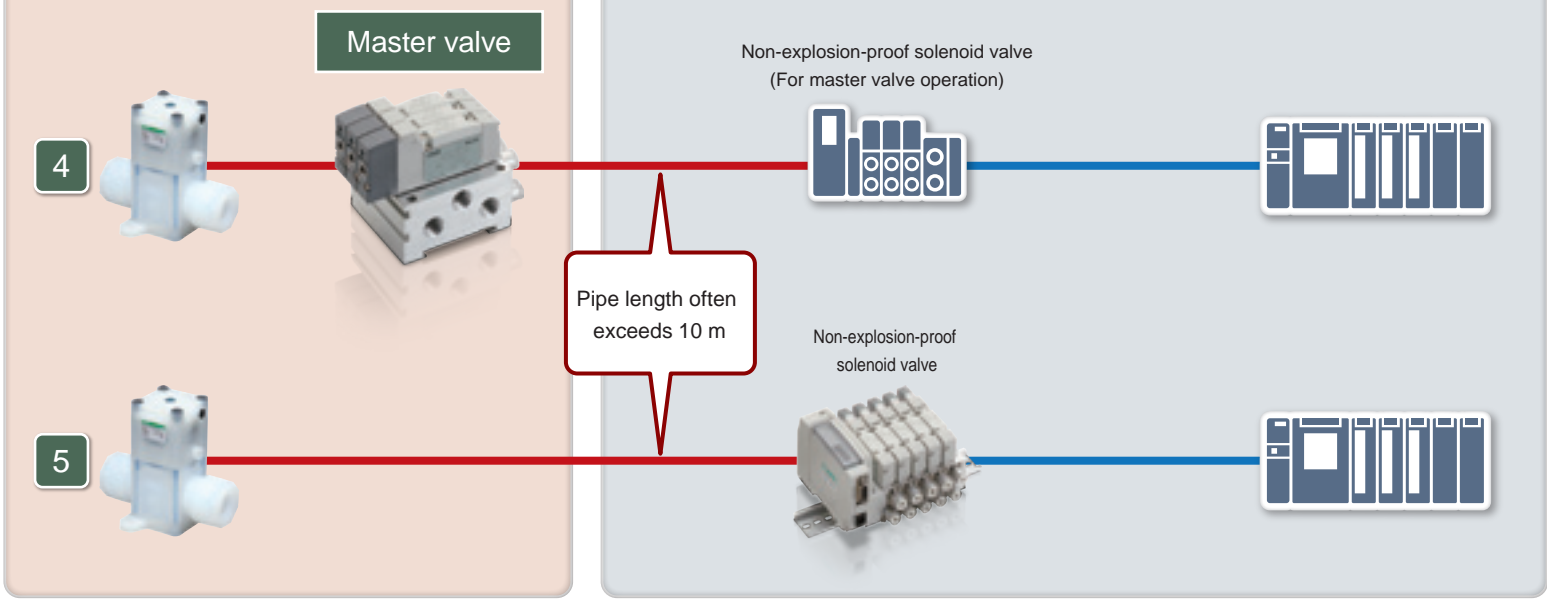 Master valve
Non-explosion-proof solenoid valve
(For master valve operation)
4
Pipe length often
exceeds 10 m
Non-explosion-proof
solenoid valve
5